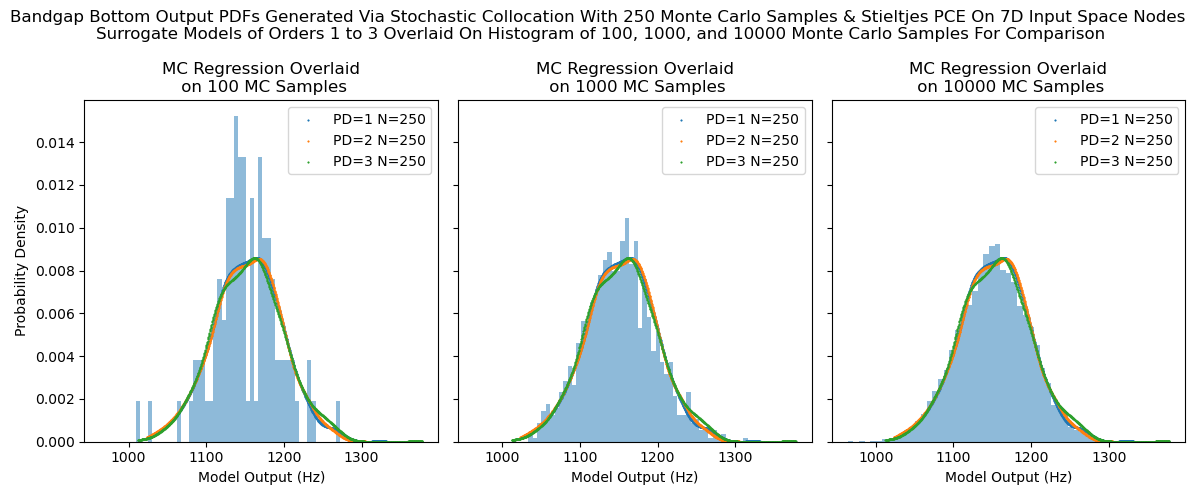 Bandgap Bottom Output PDFs Generated Via Stochastic Collocation With 250 Monte Carlo Samples & Stieltjes PCE On 7D Input Space Nodes
Surrogate Models of Orders 1 to 3 Overlaid On Histogram of 100, 1000, and 10000 Monte Carlo Samples For Comparison
MC Regression Overlaid
on 100 MC Samples
PD=1 N=250
PD=2 N=250
PD=3 N=250
0.014
0.012
0.010
0.008
0.006
0.004
0.002
0.000
Probability Density
1000 1100 1200 1300
Model Output (Hz)
MC Regression Overlaid
on 1000 MC Samples
PD=1 N=250
PD=2 N=250
PD=3 N=250
1000 1100 1200 1300
Model Output (Hz)
MC Regression Overlaid
on 10000 MC Samples
PD=1 N=250
PD=2 N=250
PD=3 N=250
1000 1100 1200 1300
Model Output (Hz)